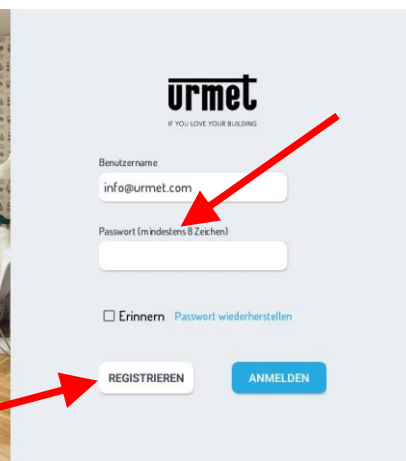 urmet
IF YOU LOVE YOUR BUILDING
Benutzername
info@urmet.com
Passwort (mindestens 8 Zeichen)
Erinnern Passwort wiederherstellen
REGISTRIEREN ANMELDEN